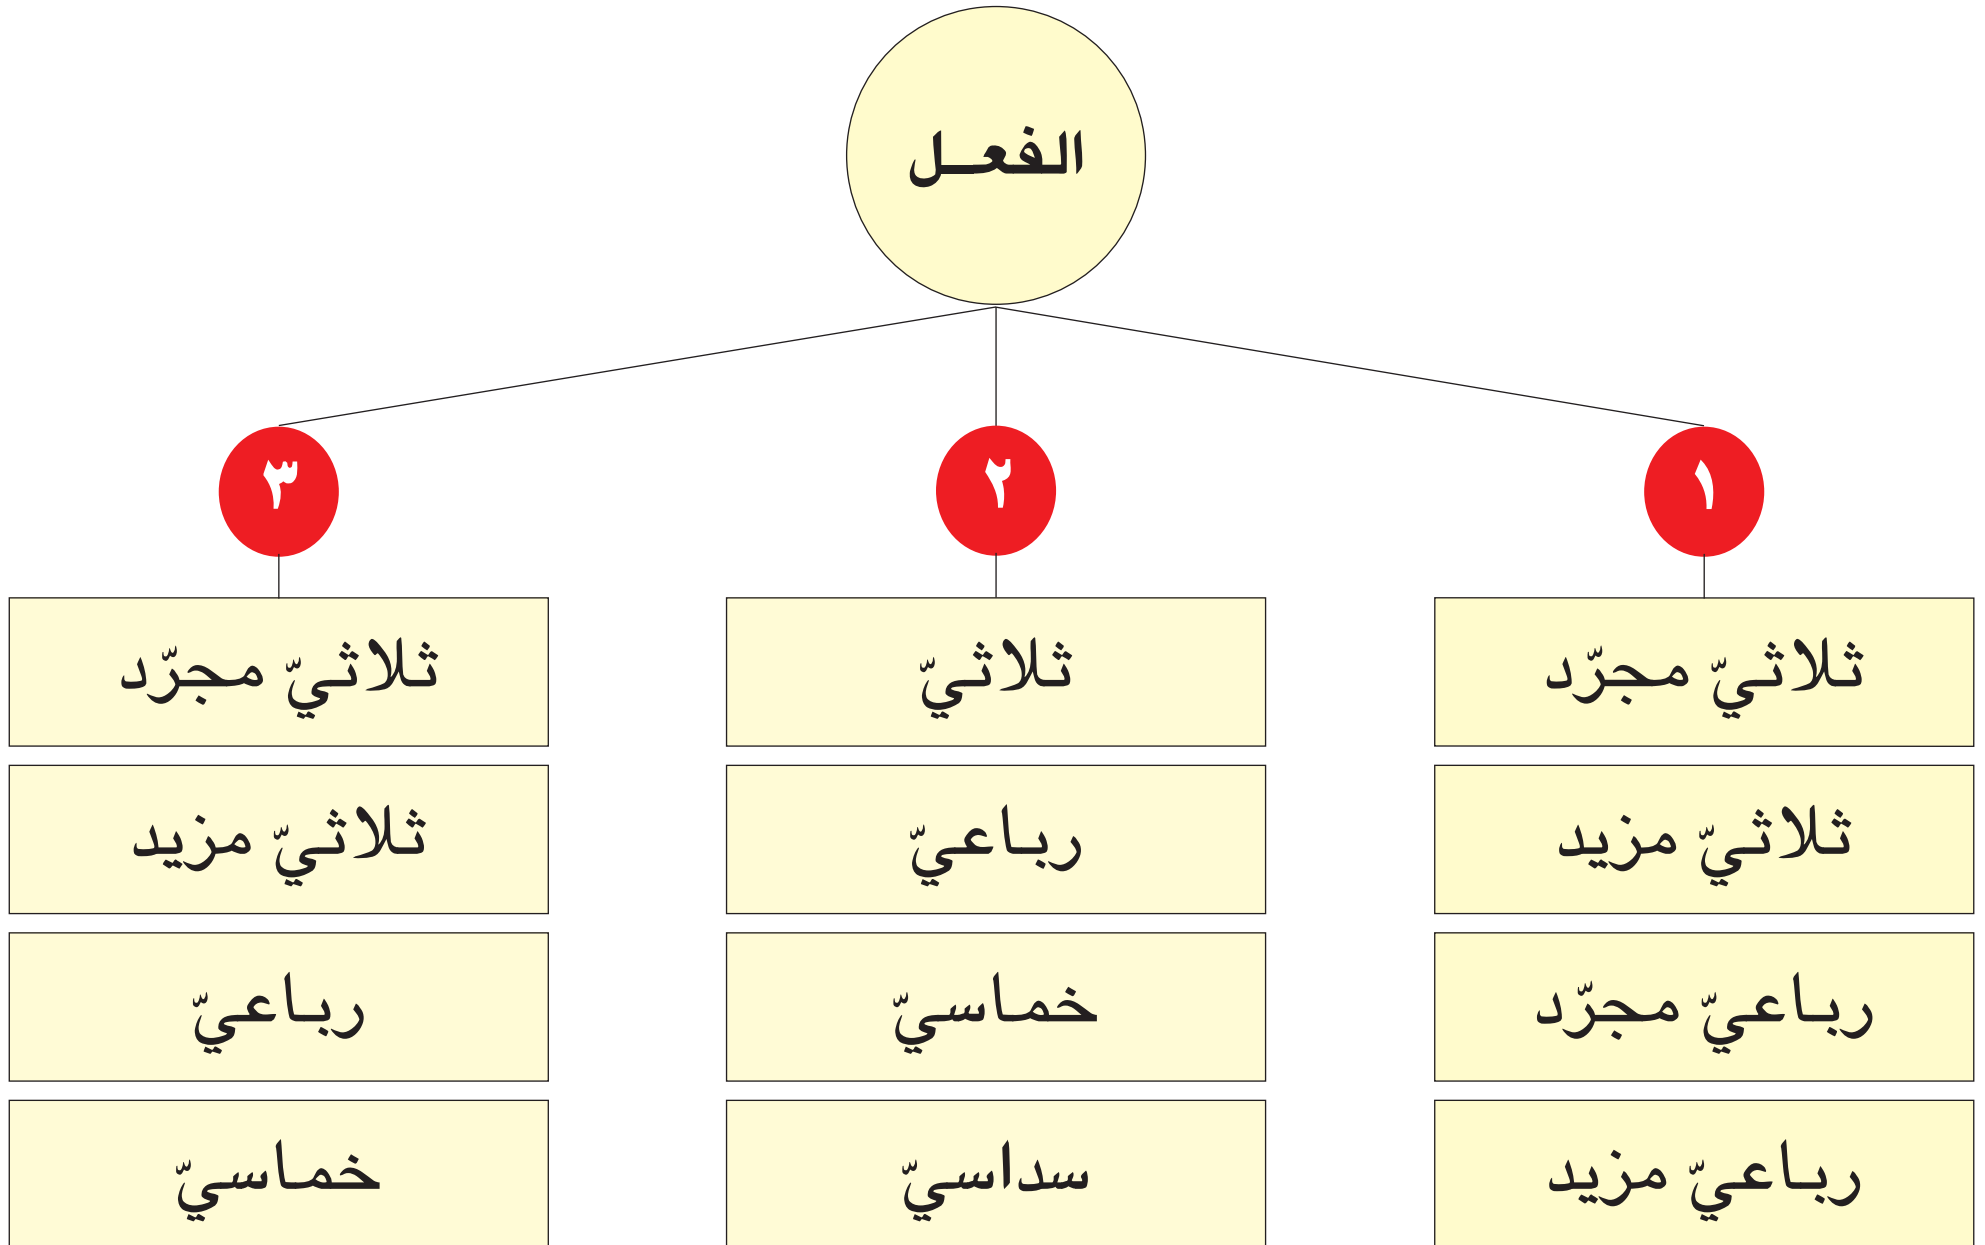 الفعل
١
ثلاثيّ مجرّد
ثلاثيّ مزيد
رباعيّ مجرّد
رباعيّ مزيد
٢
ثلاثيّ
رباعيّ
خماسيّ
سداسيّ
٣
ثلاثيّ مجرّد
ثلاثيّ مزيد
رباعيّ
خماسيّ